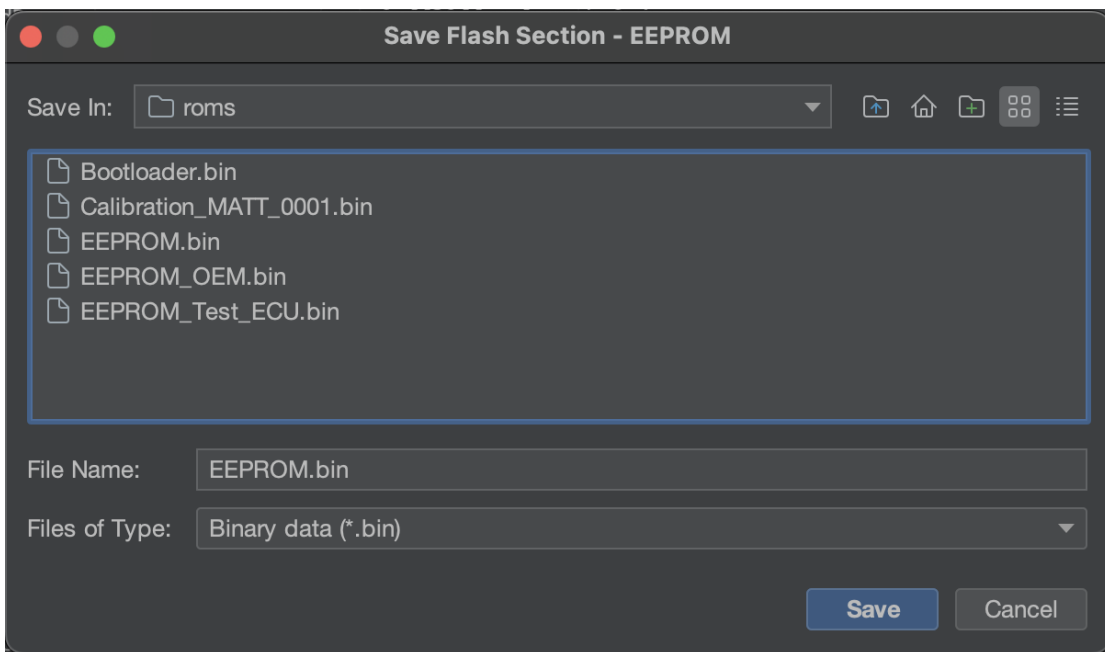 Save Flash Section - EEPROM
Save In: roms
Bootloader.bin
Calibration_MATT_0001.bin
EEPROM.bin
EEPROM_OEM.bin
EEPROM_Test_ECU.bin
File Name: EEPROM.bin
Files of Type: Binary data (*.bin)
Save Cancel